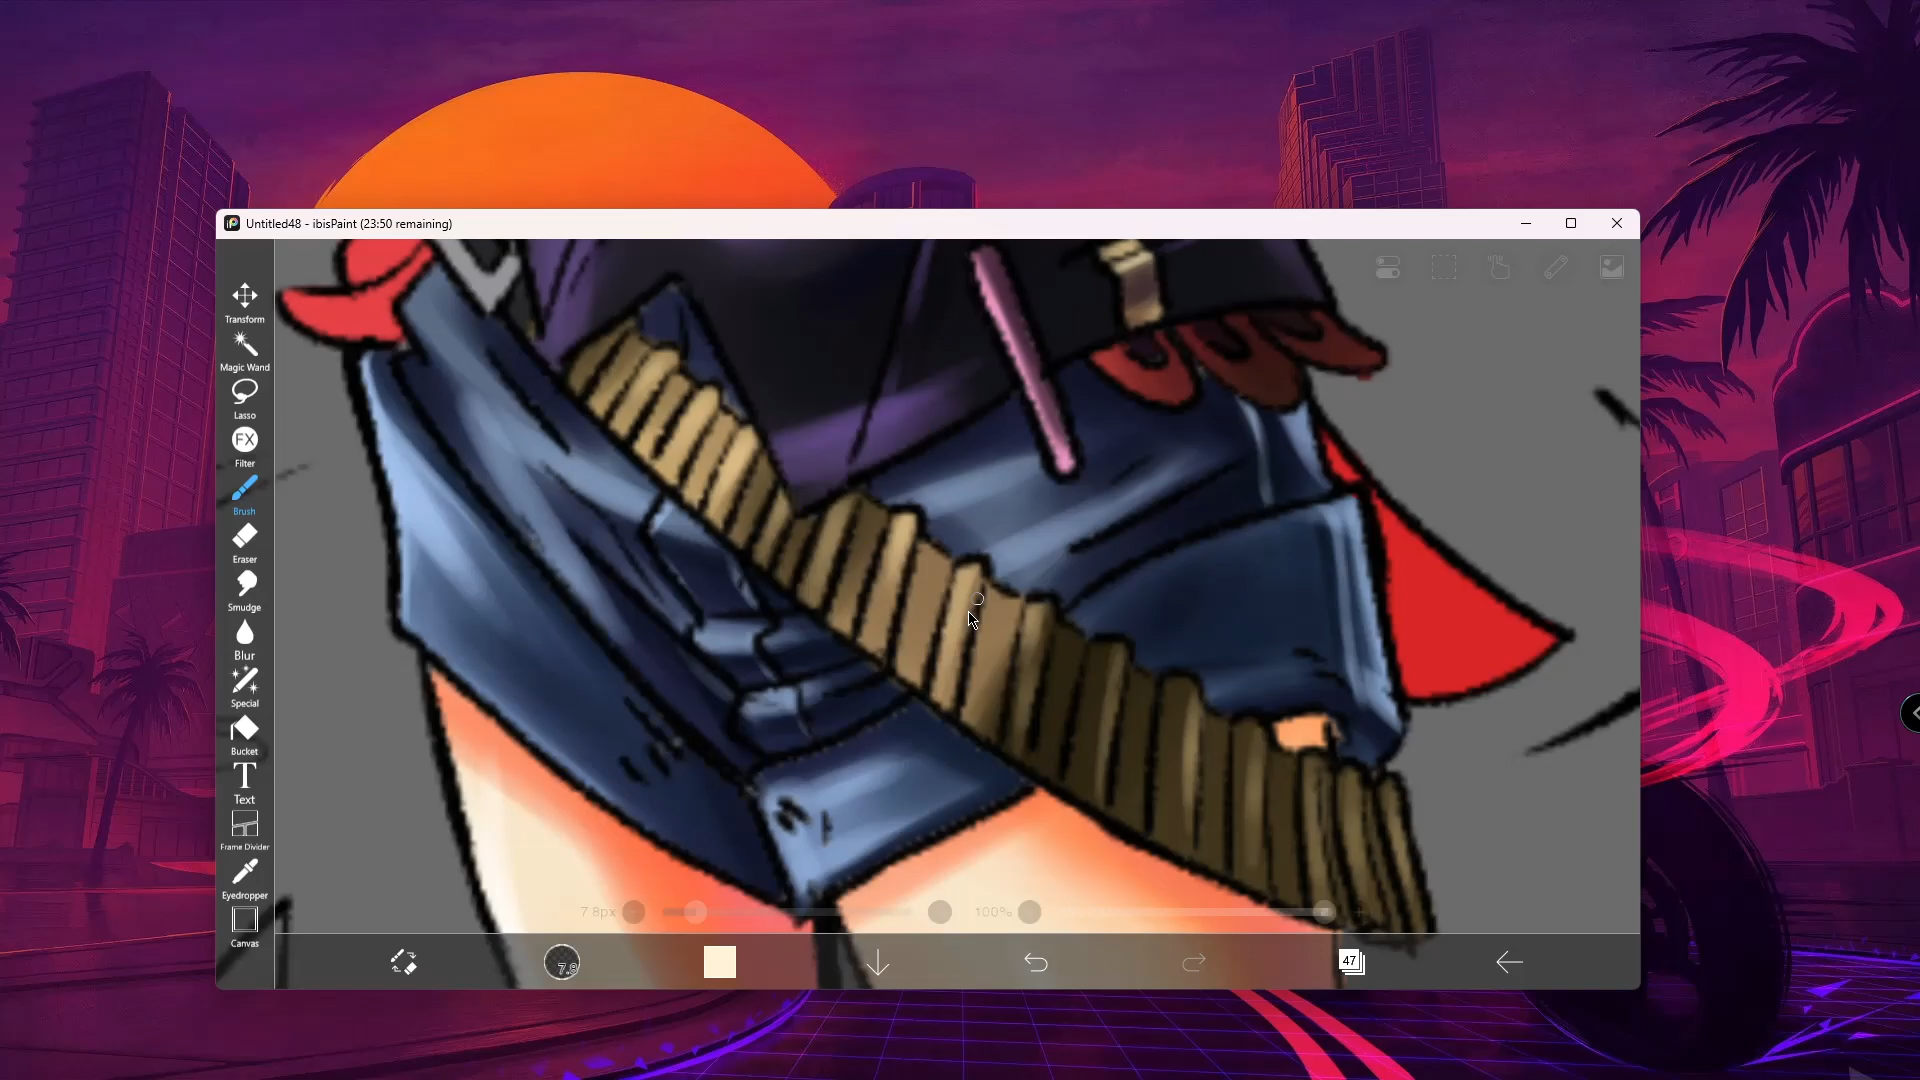 Untitled48 - ibisPaint (23:50 remaining)
Transform
Magic Wand
Lasso
FX
Filter
Brush
Eraser
Smudge
Blur
Special
Bucket
T
Text
Frame Divider
Eyedropper
Canvas
7.8px
100%
7.8
47